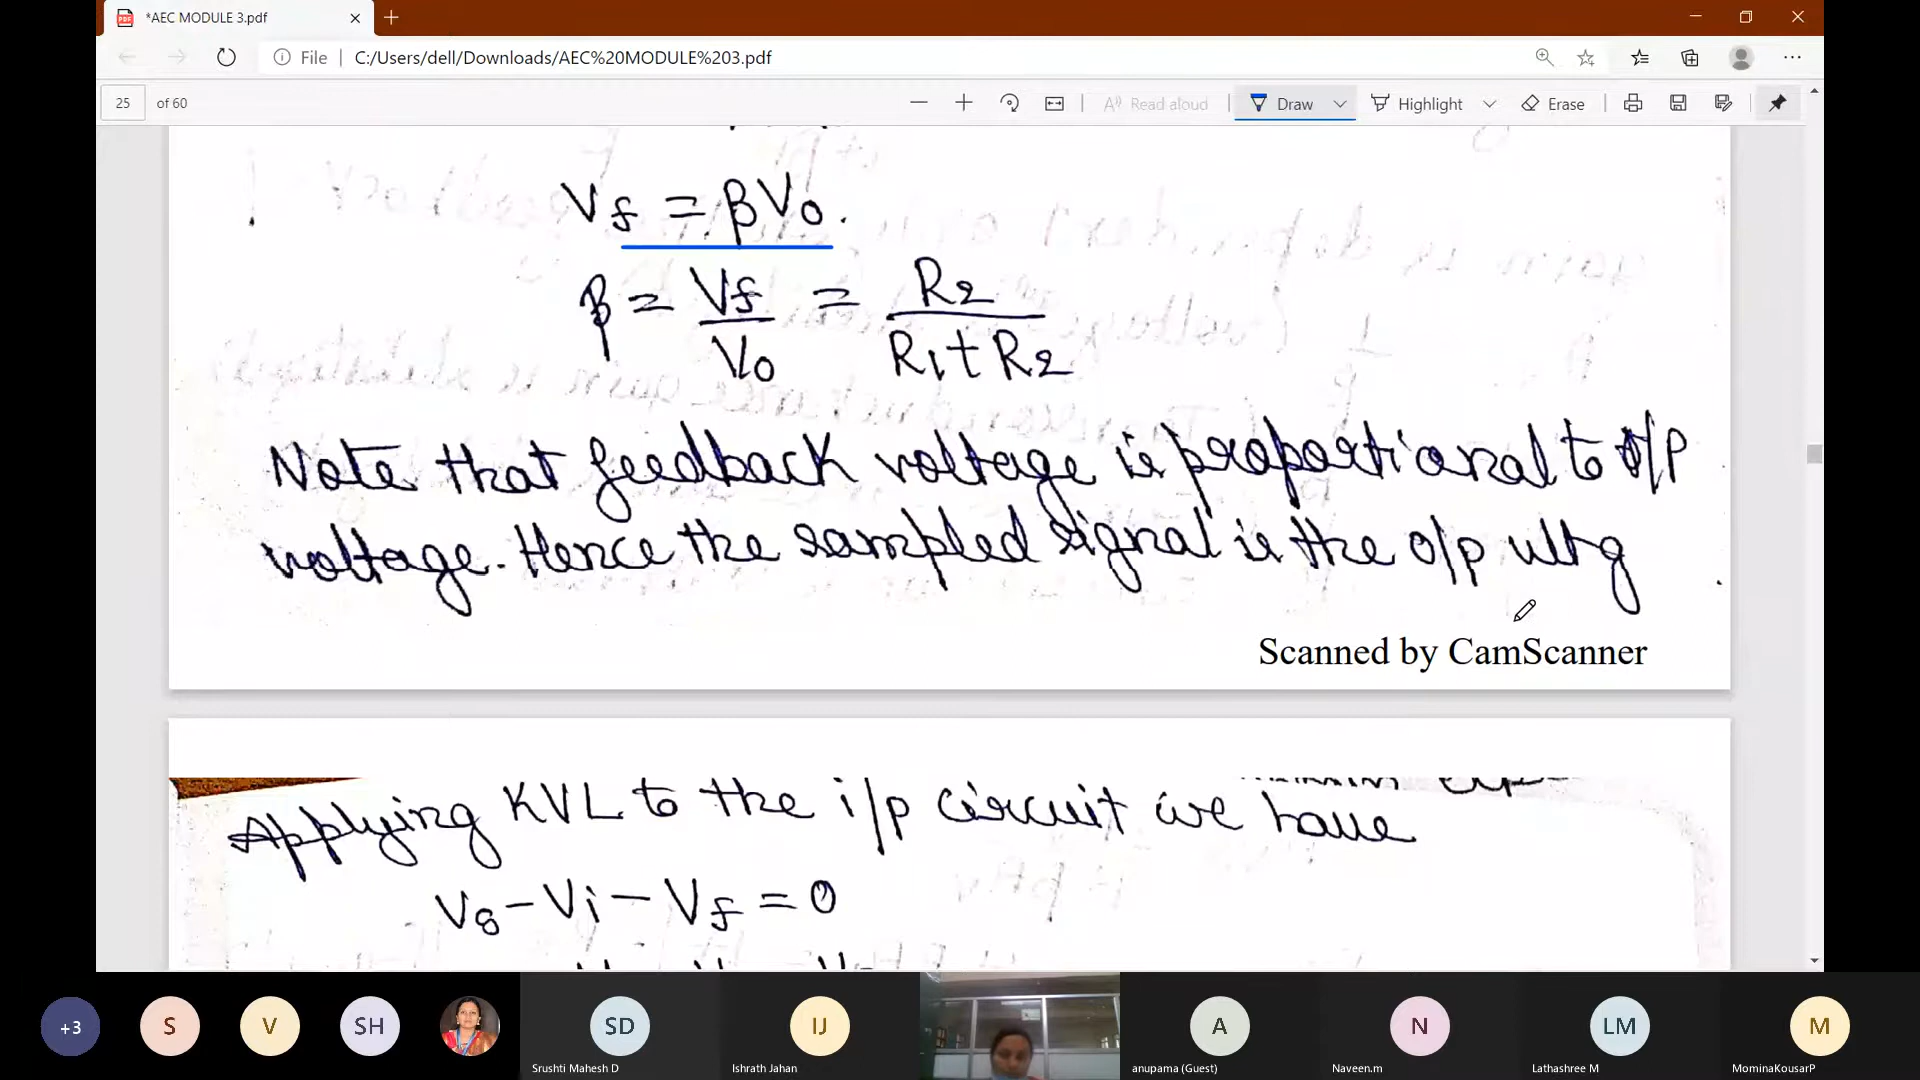 *AEC MODULE 3.pdf
File | C:/Users/dell/Downloads/AEC%20MODULE%203.pdf
25 of 60
Read aloud
Draw
Highlight
Erase
Vf = βVo.
β = Vf/Vo = R2/(R1+R2)
Note that feedback voltage is proportional to o/p
voltage. Hence the sampled signal is the o/p vltg
Scanned by CamScanner
Applying KVL to the i/p circuit we have
Vs - Vi - Vf = 0
+3
S
V
SH
SD
IJ
A
N
LM
M
Srushti Mahesh D
Ishrath Jahan
anupama (Guest)
Naveen.m
Lathashree M
MominaKousarP